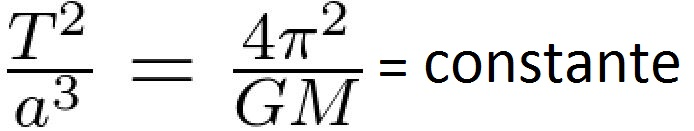 T²/a³ = 4π²/GM = constante